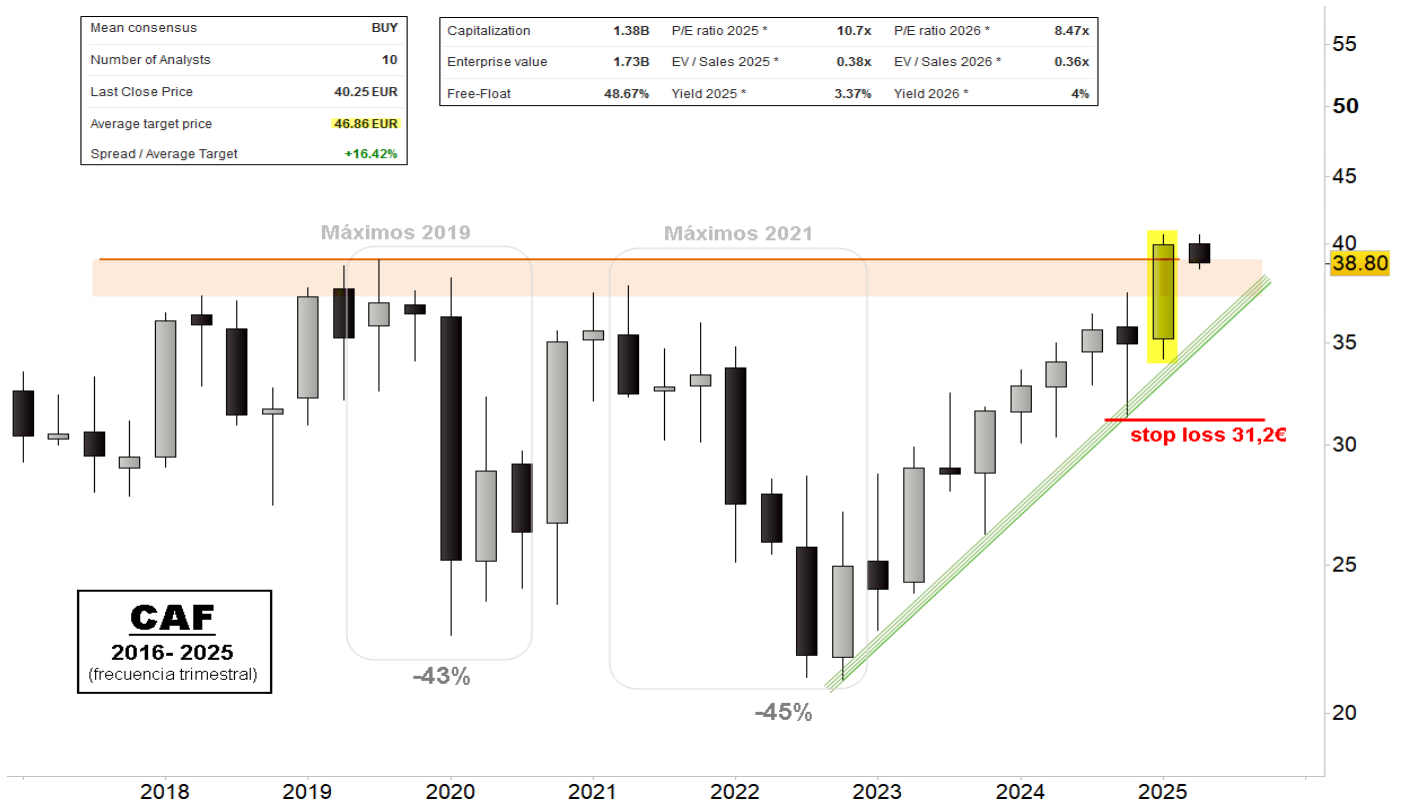 Mean consensus BUY
Number of Analysts 10
Last Close Price 40.25 EUR
Average target price 46.86 EUR
Spread / Average Target +16.42%
Capitalization 1.38B P/E ratio 2025 * 10.7x P/E ratio 2026 * 8.47x
Enterprise value 1.73B EV / Sales 2025 * 0.38x EV / Sales 2026 * 0.36x
Free-Float 48.67% Yield 2025 * 3.37% Yield 2026 * 4%
55
50
45
40
38.80
35
30
25
20
Máximos 2019
Máximos 2021
stop loss 31,2€
-43%
-45%
CAF
2016- 2025
(frecuencia trimestral)
2018 2019 2020 2021 2022 2023 2024 2025